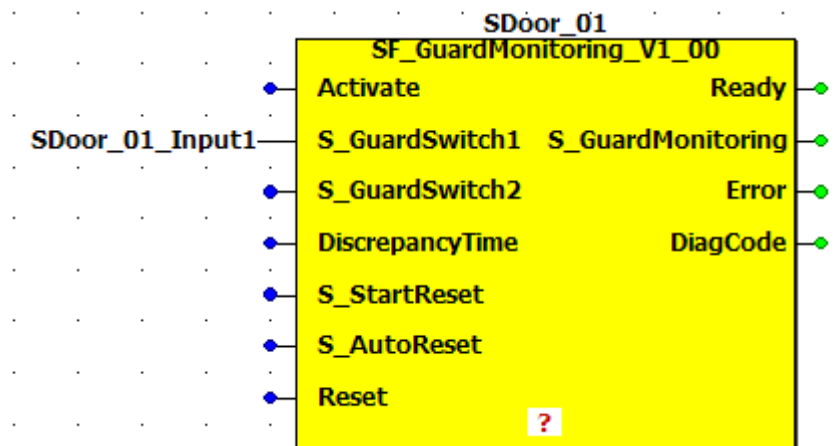 SDoor_01
SF_GuardMonitoring_V1_00
Activate Ready
SDoor_01_Input1 S_GuardSwitch1 S_GuardMonitoring
S_GuardSwitch2 Error
DiscrepancyTime DiagCode
S_StartReset
S_AutoReset
Reset
?